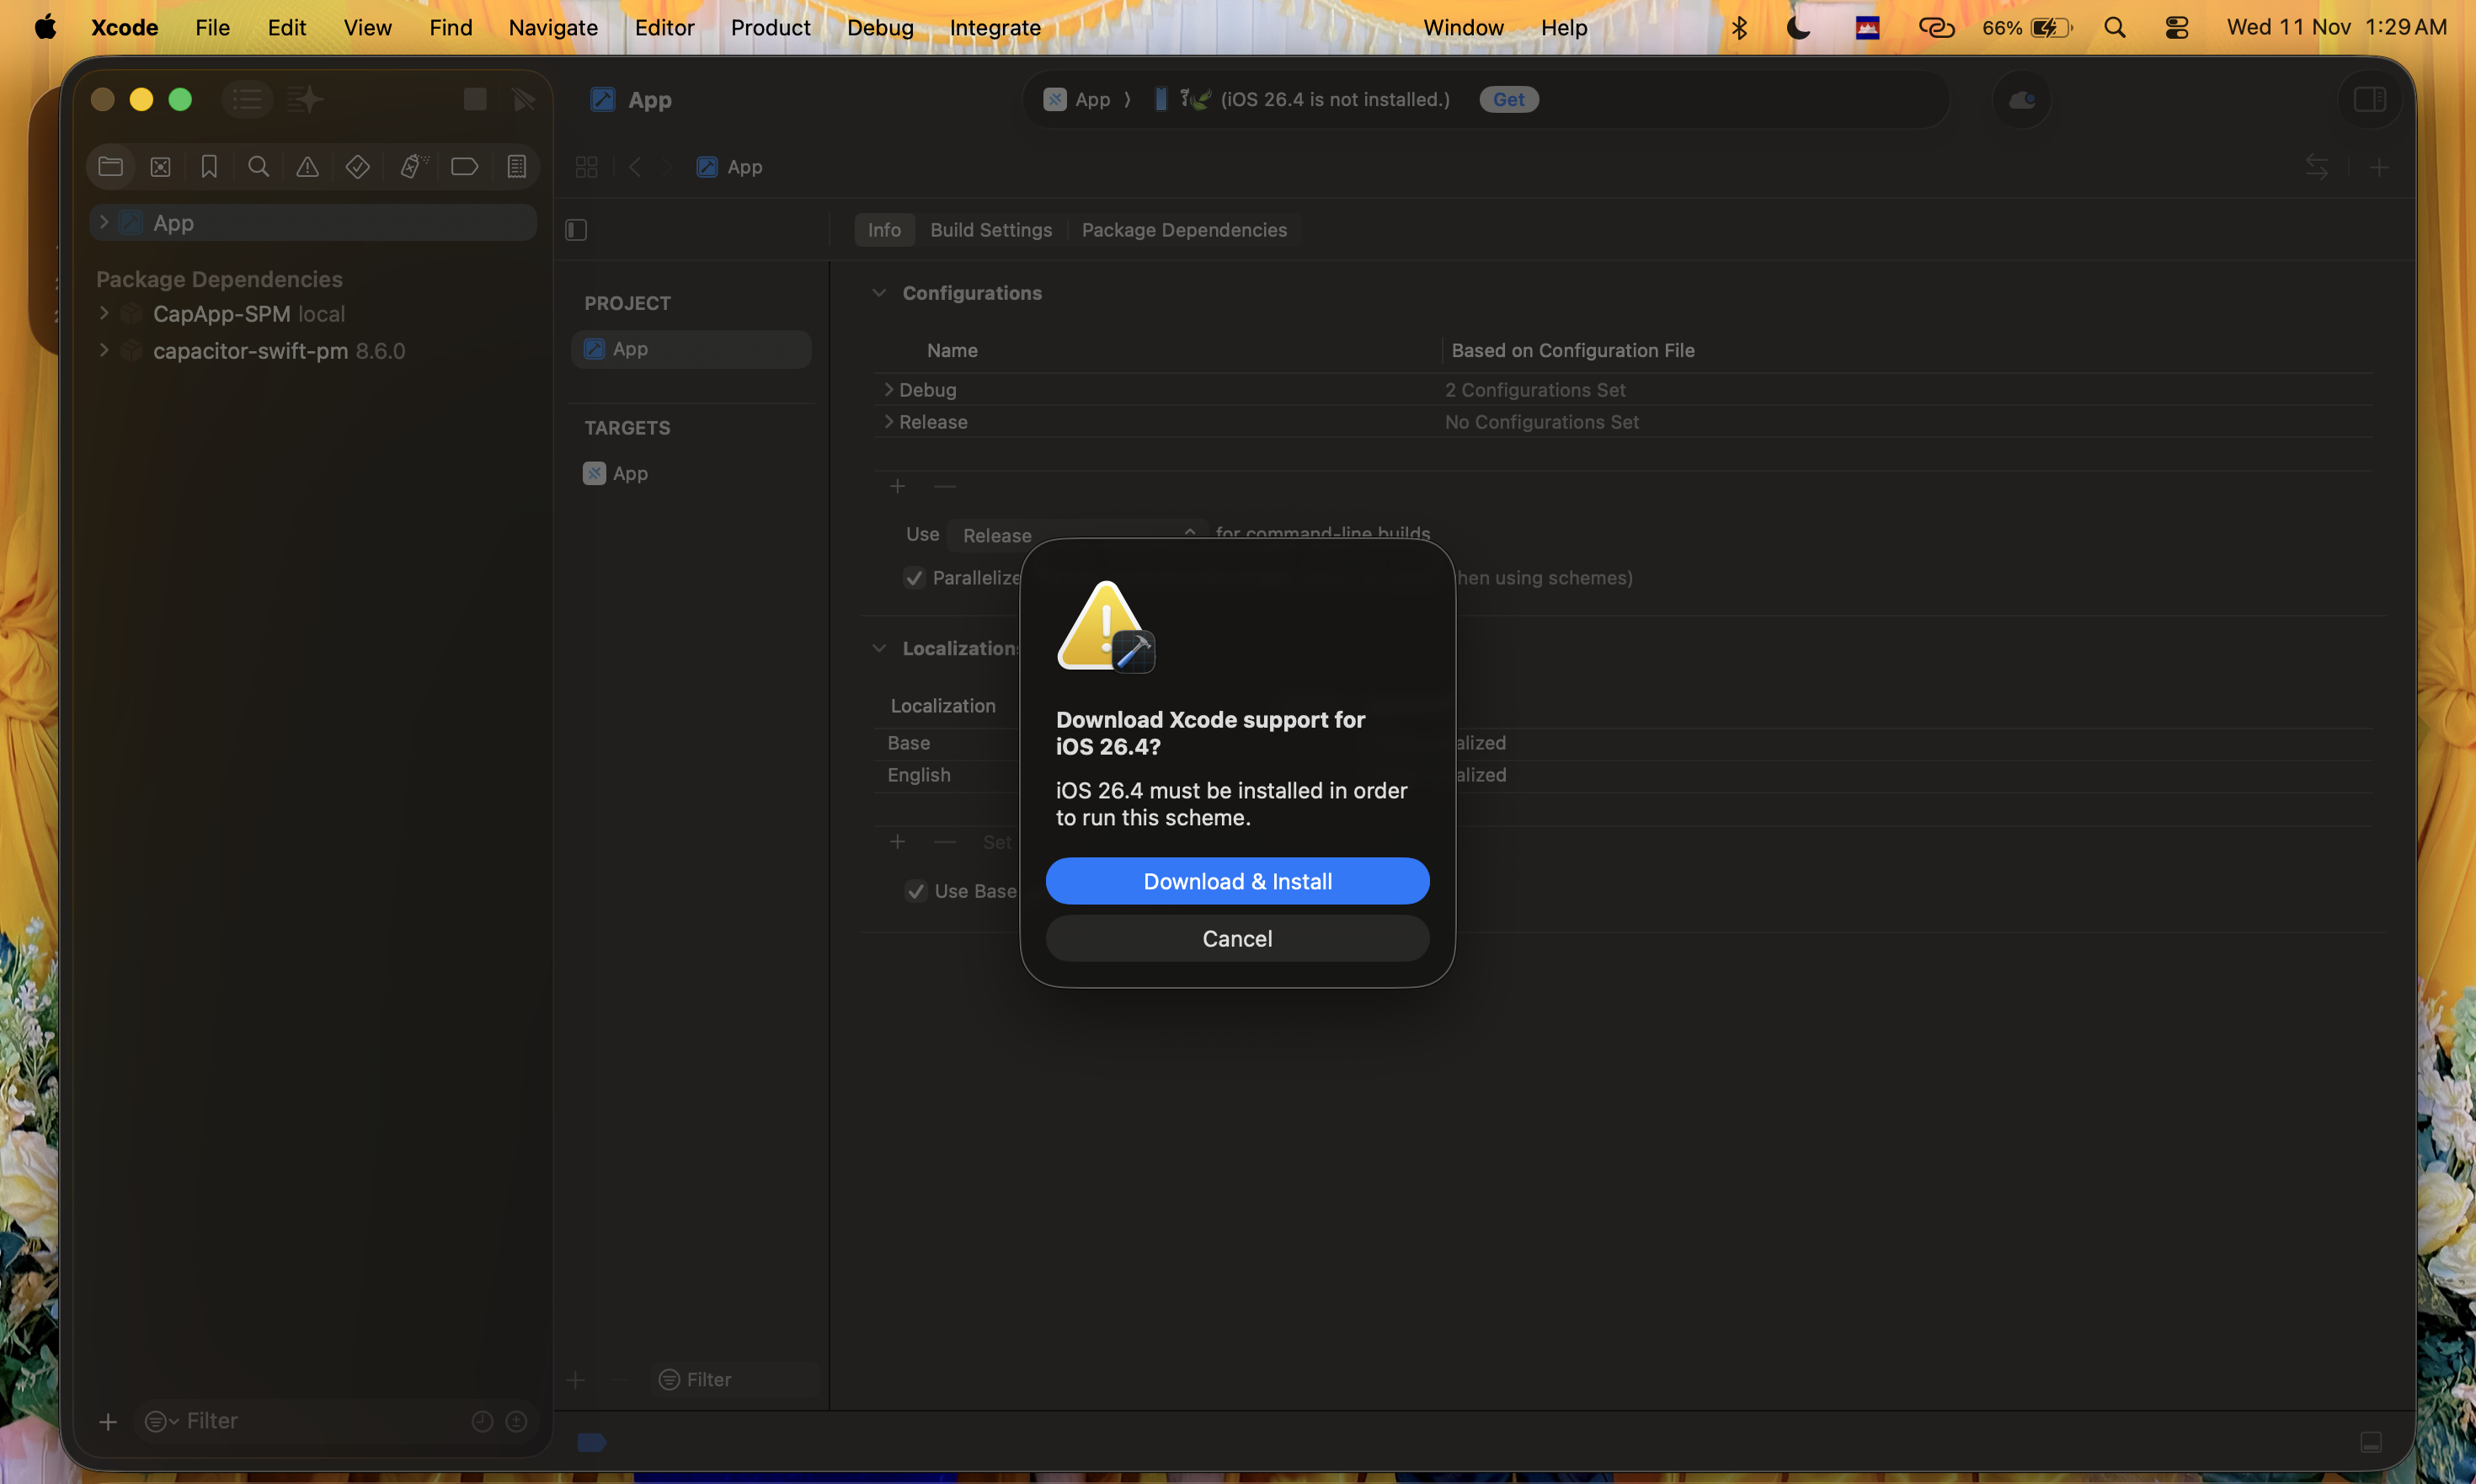 Xcode File Edit View Find Navigate Editor Product Debug Integrate Window Help 66% Wed 11 Nov 1:29 AM
App
App (iOS 26.4 is not installed.) Get
App
App
Info Build Settings Package Dependencies
Package Dependencies
CapApp-SPM local
capacitor-swift-pm 8.6.0
PROJECT
App
TARGETS
App
Configurations
Name Based on Configuration File
Debug 2 Configurations Set
Release No Configurations Set
Use Release for command-line builds
Parallelize hen using schemes)
Localizations
Localization
Base alized
English alized
Set
Use Base
Download Xcode support for
iOS 26.4?
iOS 26.4 must be installed in order
to run this scheme.
Download & Install
Cancel
Filter
Filter